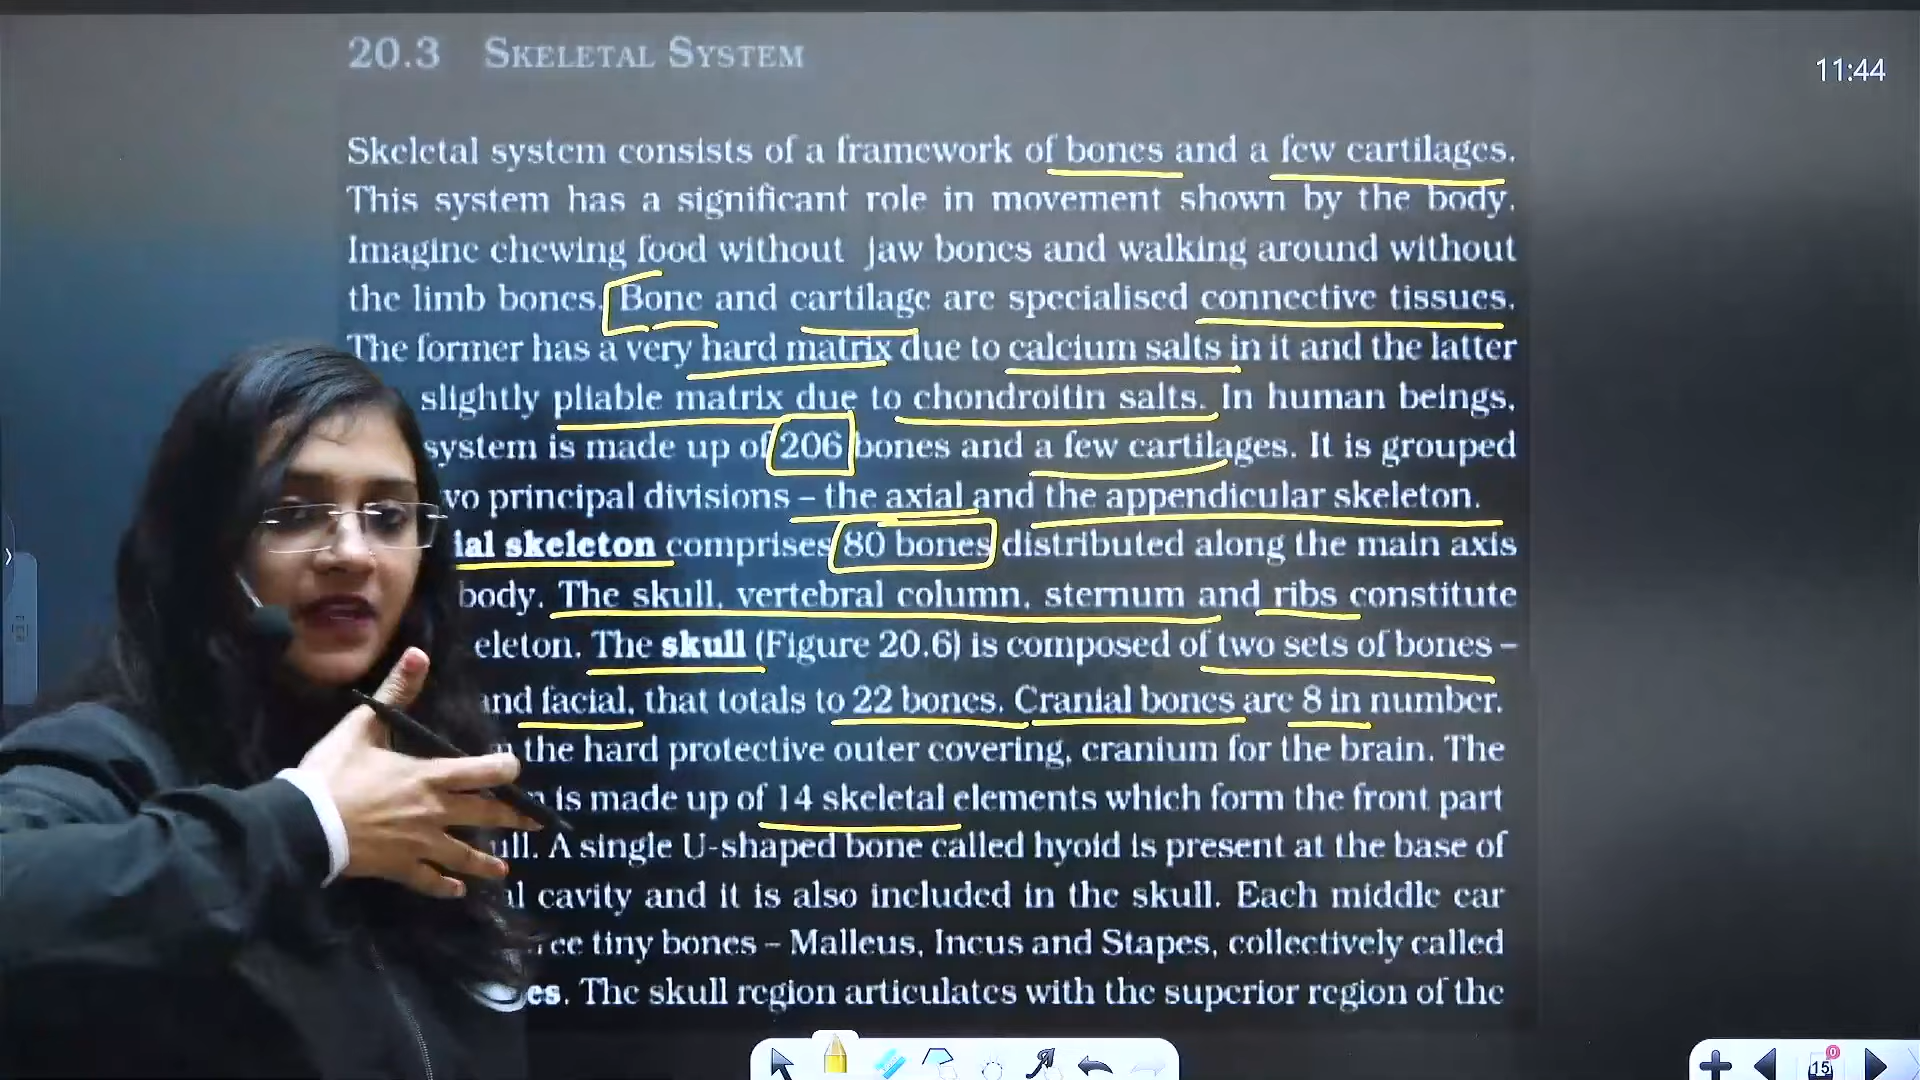 20.3 SKELETAL SYSTEM
11:44
Skeletal system consists of a framework of bones and a few cartilages.
This system has a significant role in movement shown by the body.
Imagine chewing food without jaw bones and walking around without
the limb bones. Bone and cartilage are specialised connective tissues.
The former has a very hard matrix due to calcium salts in it and the latter
slightly pliable matrix due to chondroitin salts. In human beings,
system is made up of 206 bones and a few cartilages. It is grouped
wo principal divisions – the axial and the appendicular skeleton.
ial skeleton comprises 80 bones distributed along the main axis
body. The skull, vertebral column, sternum and ribs constitute
eleton. The skull (Figure 20.6) is composed of two sets of bones –
and facial, that totals to 22 bones. Cranial bones are 8 in number.
the hard protective outer covering, cranium for the brain. The
is made up of 14 skeletal elements which form the front part
ull. A single U-shaped bone called hyoid is present at the base of
al cavity and it is also included in the skull. Each middle ear
ree tiny bones – Malleus, Incus and Stapes, collectively called
es. The skull region articulates with the superior region of the
15
0